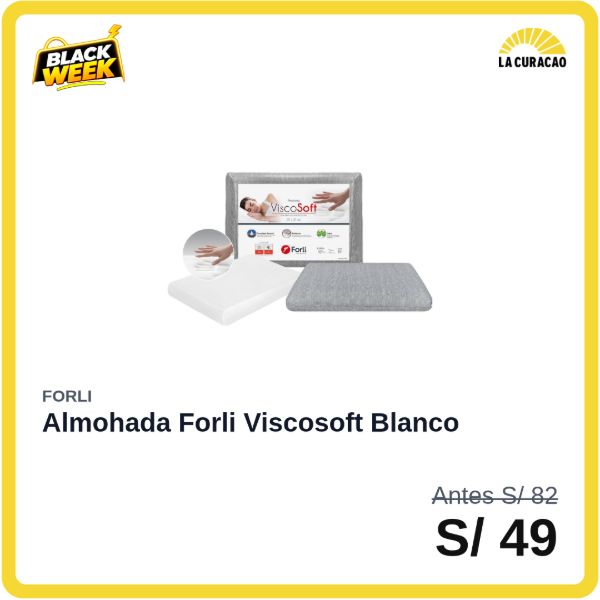 BLACK
WEEK
LA CURACAO
ViscoSoft
Forli
FORLI
Almohada Forli Viscosoft Blanco
Antes S/ 82
S/ 49